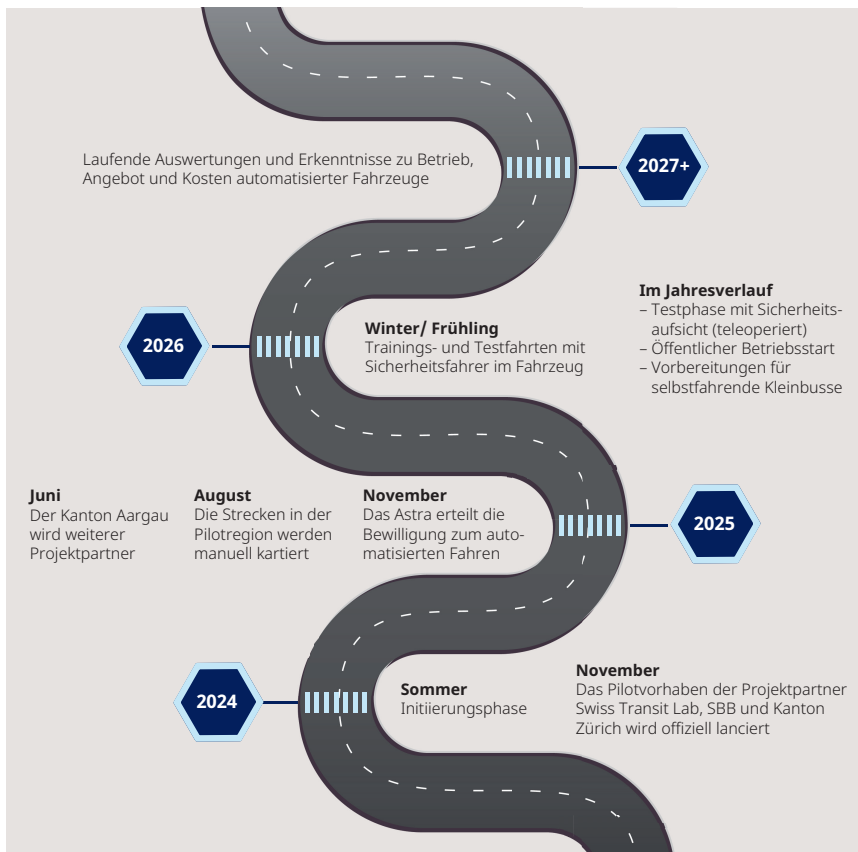 2027+
Laufende Auswertungen und Erkenntnisse zu Betrieb,
Angebot und Kosten automatisierter Fahrzeuge
2026
Winter/ Frühling
Trainings- und Testfahrten mit
Sicherheitsfahrer im Fahrzeug
Im Jahresverlauf
– Testphase mit Sicherheits-
aufsicht (teleoperiert)
– Öffentlicher Betriebsstart
– Vorbereitungen für
selbstfahrende Kleinbusse
2025
Juni
Der Kanton Aargau
wird weiterer
Projektpartner
August
Die Strecken in der
Pilotregion werden
manuell kartiert
November
Das Astra erteilt die
Bewilligung zum auto-
matisierten Fahren
2024
Sommer
Initiierungsphase
November
Das Pilotvorhaben der Projektpartner
Swiss Transit Lab, SBB und Kanton
Zürich wird offiziell lanciert